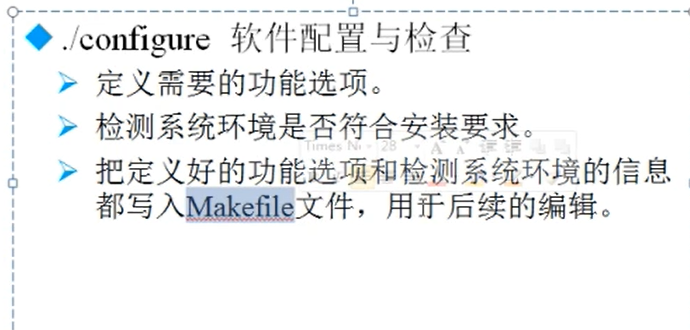 ./configure 软件配置与检查
定义需要的功能选项。
检测系统环境是否符合安装要求。
Times N 28
把定义好的功能选项和检测系统环境的信息
都写入Makefile文件，用于后续的编辑。